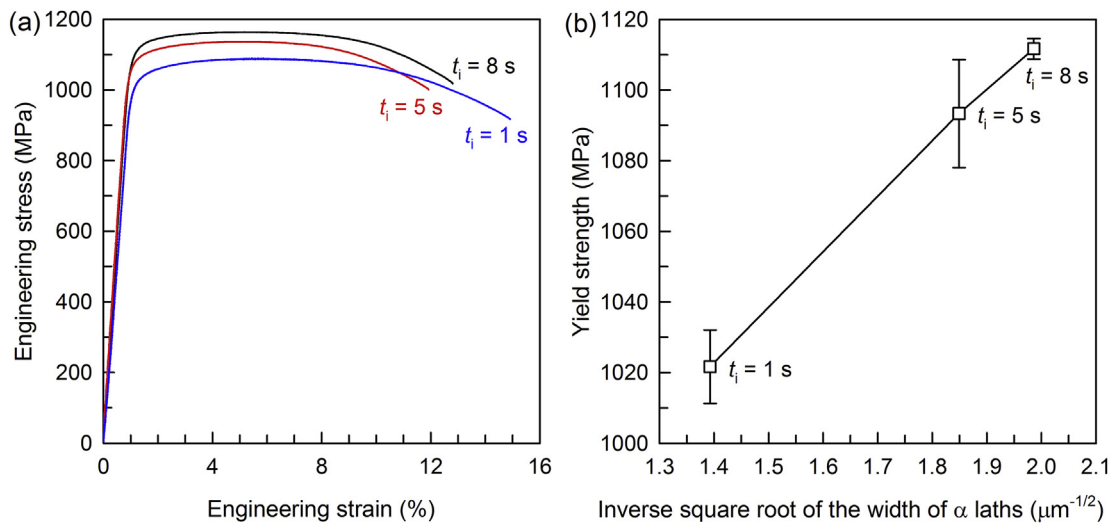 (a)
1200
1000
800
600
400
200
0
Engineering stress (MPa)
0 4 8 12 16
Engineering strain (%)
tᵢ = 8 s
tᵢ = 5 s
tᵢ = 1 s
(b)
1120
1100
1080
1060
1040
1020
1000
Yield strength (MPa)
1.3 1.4 1.5 1.6 1.7 1.8 1.9 2.0 2.1
Inverse square root of the width of α laths (μm⁻¹/²)
tᵢ = 8 s
tᵢ = 5 s
tᵢ = 1 s